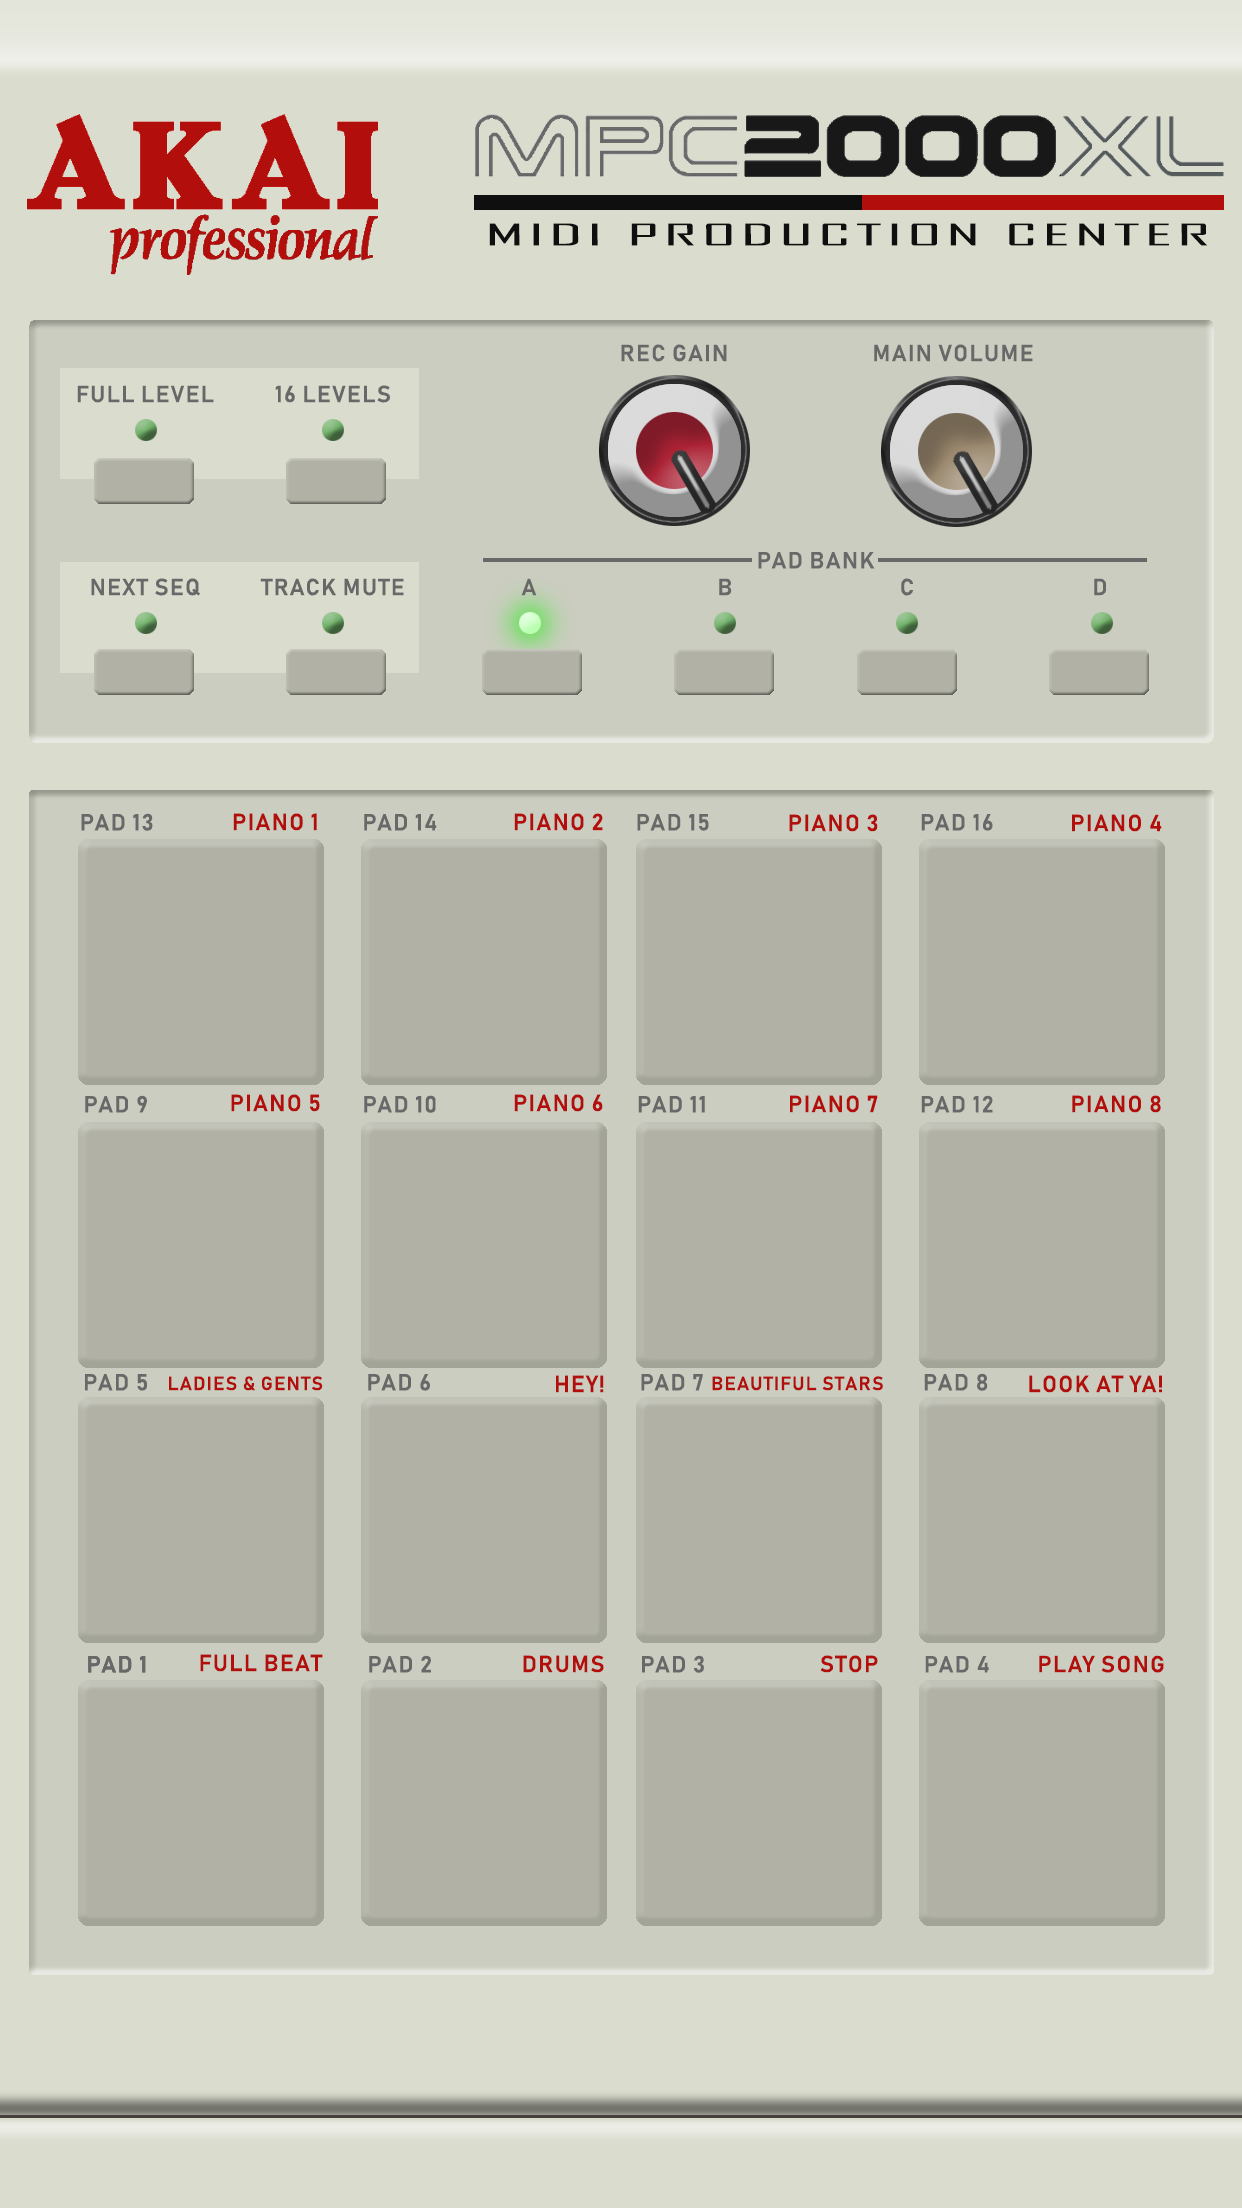 AKAI
professional
MPC2000XL
MIDI PRODUCTION CENTER
REC GAIN
MAIN VOLUME
FULL LEVEL
16 LEVELS
PAD BANK
NEXT SEQ
TRACK MUTE
A
B
C
D
PAD 13
PIANO 1
PAD 14
PIANO 2
PAD 15
PIANO 3
PAD 16
PIANO 4
PAD 9
PIANO 5
PAD 10
PIANO 6
PAD 11
PIANO 7
PAD 12
PIANO 8
PAD 5
LADIES & GENTS
PAD 6
HEY!
PAD 7
BEAUTIFUL STARS
PAD 8
LOOK AT YA!
PAD 1
FULL BEAT
PAD 2
DRUMS
PAD 3
STOP
PAD 4
PLAY SONG